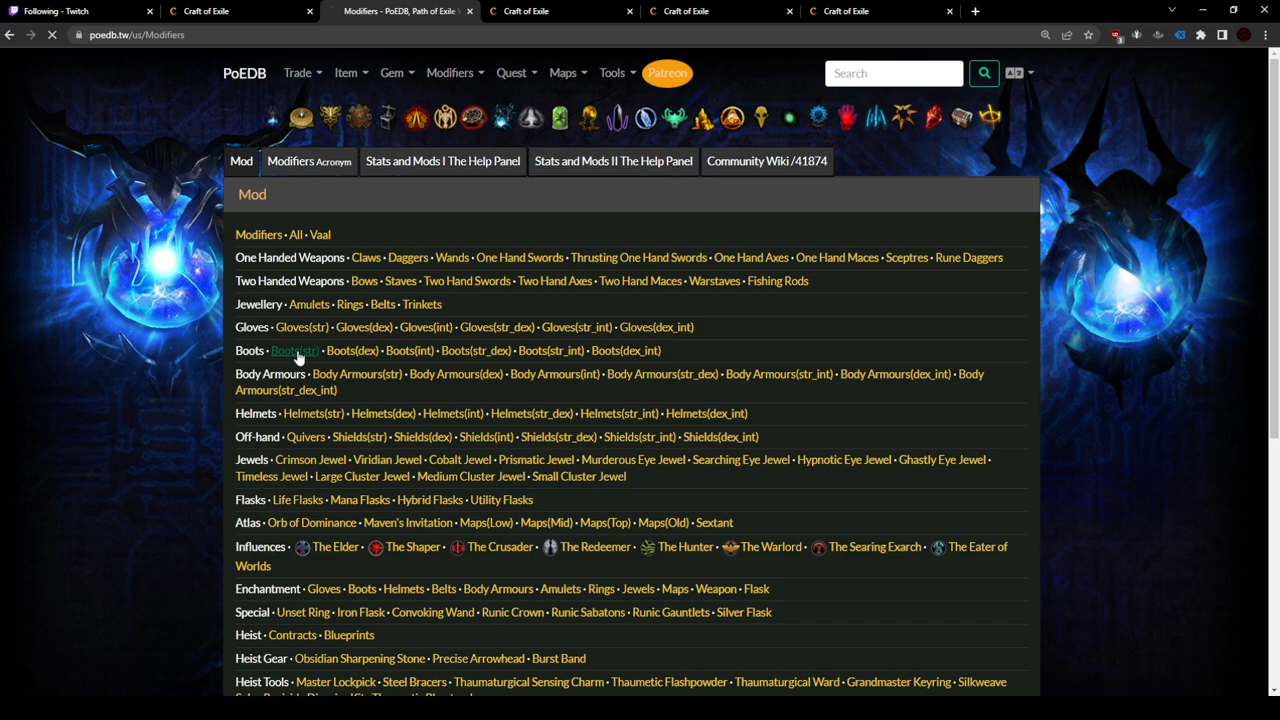 Following - Twitch × Craft of Exile × Modifiers - PoEDB, Path of Exile × Craft of Exile × Craft of Exile × Craft of Exile × +
poedb.tw/us/Modifiers
PoEDB Trade Item Gem Modifiers Quest Maps Tools Patreon Search
Mod Modifiers Acronym Stats and Mods I The Help Panel Stats and Mods II The Help Panel Community Wiki /41874
Mod
Modifiers · All · Vaal
One Handed Weapons · Claws · Daggers · Wands · One Hand Swords · Thrusting One Hand Swords · One Hand Axes · One Hand Maces · Sceptres · Rune Daggers
Two Handed Weapons · Bows · Staves · Two Hand Swords · Two Hand Axes · Two Hand Maces · Warstaves · Fishing Rods
Jewellery · Amulets · Rings · Belts · Trinkets
Gloves · Gloves(str) · Gloves(dex) · Gloves(int) · Gloves(str_dex) · Gloves(str_int) · Gloves(dex_int)
Boots · Boots(str) · Boots(dex) · Boots(int) · Boots(str_dex) · Boots(str_int) · Boots(dex_int)
Body Armours · Body Armours(str) · Body Armours(dex) · Body Armours(int) · Body Armours(str_dex) · Body Armours(str_int) · Body Armours(dex_int) · Body
Armours(str_dex_int)
Helmets · Helmets(str) · Helmets(dex) · Helmets(int) · Helmets(str_dex) · Helmets(str_int) · Helmets(dex_int)
Off-hand · Quivers · Shields(str) · Shields(dex) · Shields(int) · Shields(str_dex) · Shields(str_int) · Shields(dex_int)
Jewels · Crimson Jewel · Viridian Jewel · Cobalt Jewel · Prismatic Jewel · Murderous Eye Jewel · Searching Eye Jewel · Hypnotic Eye Jewel · Ghastly Eye Jewel ·
Timeless Jewel · Large Cluster Jewel · Medium Cluster Jewel · Small Cluster Jewel
Flasks · Life Flasks · Mana Flasks · Hybrid Flasks · Utility Flasks
Atlas · Orb of Dominance · Maven's Invitation · Maps(Low) · Maps(Mid) · Maps(Top) · Maps(Old) · Sextant
Influences · The Elder · The Shaper · The Crusader · The Redeemer · The Hunter · The Warlord · The Searing Exarch · The Eater of
Worlds
Enchantment · Gloves · Boots · Helmets · Belts · Body Armours · Amulets · Rings · Jewels · Maps · Weapon · Flask
Special · Unset Ring · Iron Flask · Convoking Wand · Runic Crown · Runic Sabatons · Runic Gauntlets · Silver Flask
Heist · Contracts · Blueprints
Heist Gear · Obsidian Sharpening Stone · Precise Arrowhead · Burst Band
Heist Tools · Master Lockpick · Steel Bracers · Thaumaturgical Sensing Charm · Thaumetic Flashpowder · Thaumaturgical Ward · Grandmaster Keyring · Silkweave